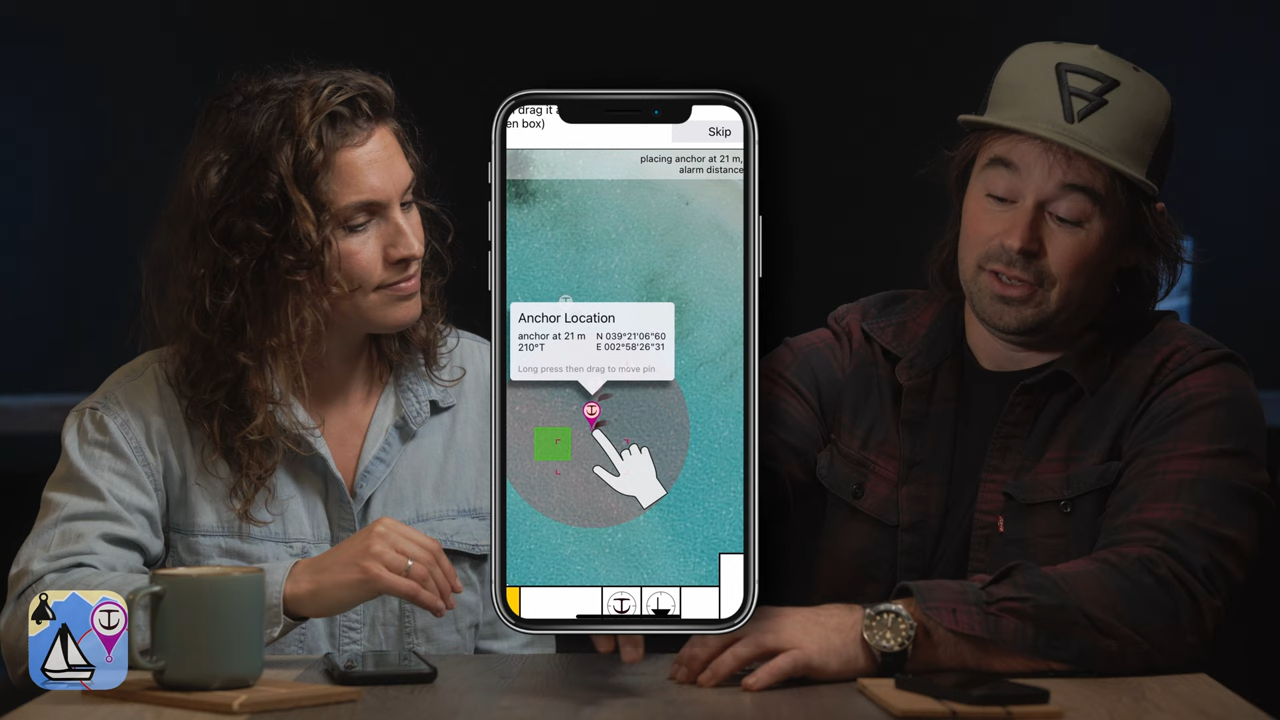 drag it
en box)
Skip
placing anchor at 21 m,
alarm distance
Anchor Location
anchor at 21 m N 039°21'06"60
210°T E 002°58'26"31
Long press then drag to move pin